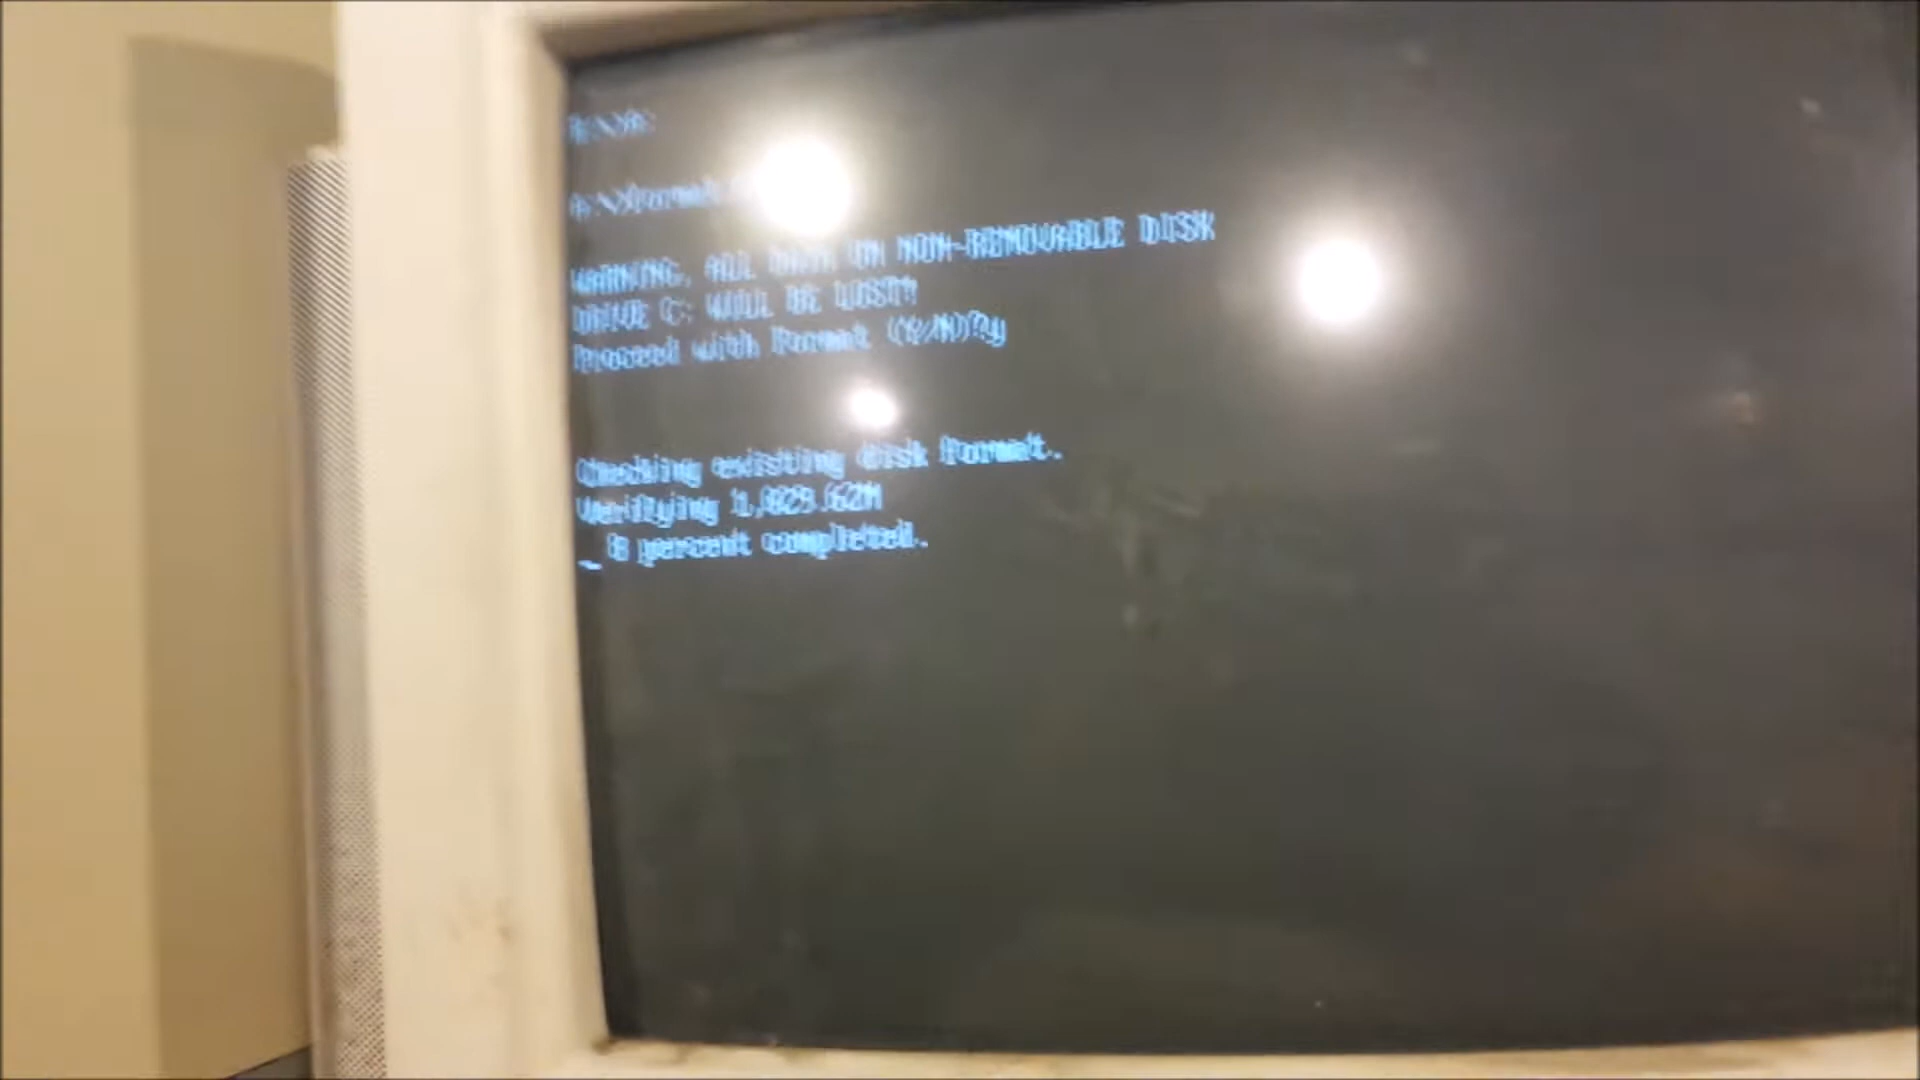 A:\>format
WARNING, ALL DATA ON NON-REMOVABLE DISK
DRIVE C: WILL BE LOST!
Proceed with Format (Y/N)?y
Checking existing disk format.
Verifying
percent completed.